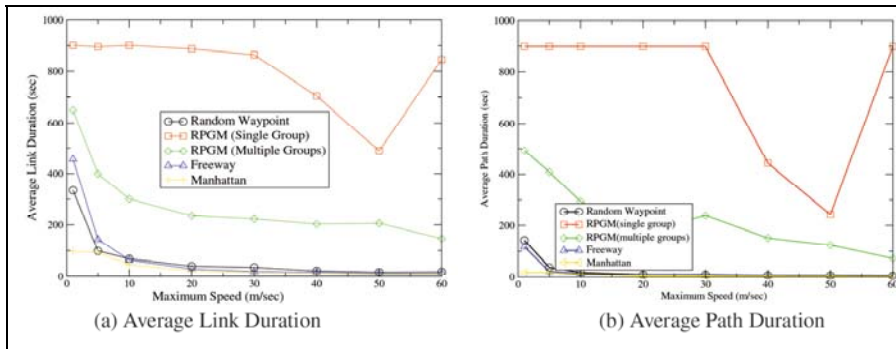 1000
800
600
400
200
0
Average Link Duration (sec)
Random Waypoint
RPGM (Single Group)
RPGM (Multiple Groups)
Freeway
Manhattan
0 10 20 30 40 50 60
Maximum Speed (m/sec)
(a) Average Link Duration
1000
800
600
400
200
0
Average Path Duration (sec)
Random Waypoint
RPGM(single group)
RPGM(multiple groups)
Freeway
Manhattan
0 10 20 30 40 50 60
Maximum Speed (m/sec)
(b) Average Path Duration